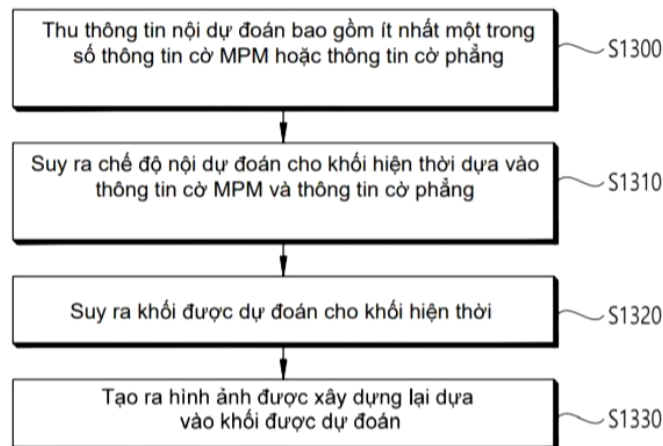 Thu thông tin nội dự đoán bao gồm ít nhất một trong
số thông tin cờ MPM hoặc thông tin cờ phẳng
S1300
Suy ra chế độ nội dự đoán cho khối hiện thời dựa vào
thông tin cờ MPM và thông tin cờ phẳng
S1310
Suy ra khối được dự đoán cho khối hiện thời
S1320
Tạo ra hình ảnh được xây dựng lại dựa
vào khối được dự đoán
S1330